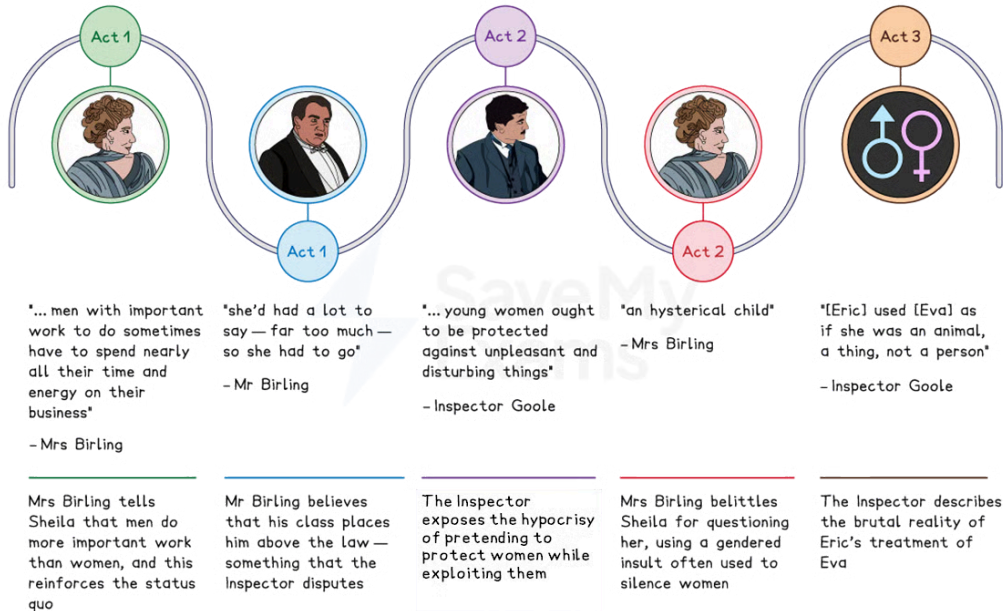 Act 1
Act 2
Act 3
Act 1
Act 2
SaveMy
Exams
"... men with important
work to do sometimes
have to spend nearly
all their time and
energy on their
business"
– Mrs Birling
"she'd had a lot to
say — far too much —
so she had to go"
– Mr Birling
"... young women ought
to be protected
against unpleasant and
disturbing things"
– Inspector Goole
"an hysterical child"
– Mrs Birling
"[Eric] used [Eva] as
if she was an animal,
a thing, not a person"
– Inspector Goole
Mrs Birling tells
Sheila that men do
more important work
than women, and this
reinforces the status
quo
Mr Birling believes
that his class places
him above the law —
something that the
Inspector disputes
The Inspector
exposes the hypocrisy
of pretending to
protect women while
exploiting them
Mrs Birling belittles
Sheila for questioning
her, using a gendered
insult often used to
silence women
The Inspector describes
the brutal reality of
Eric's treatment of
Eva